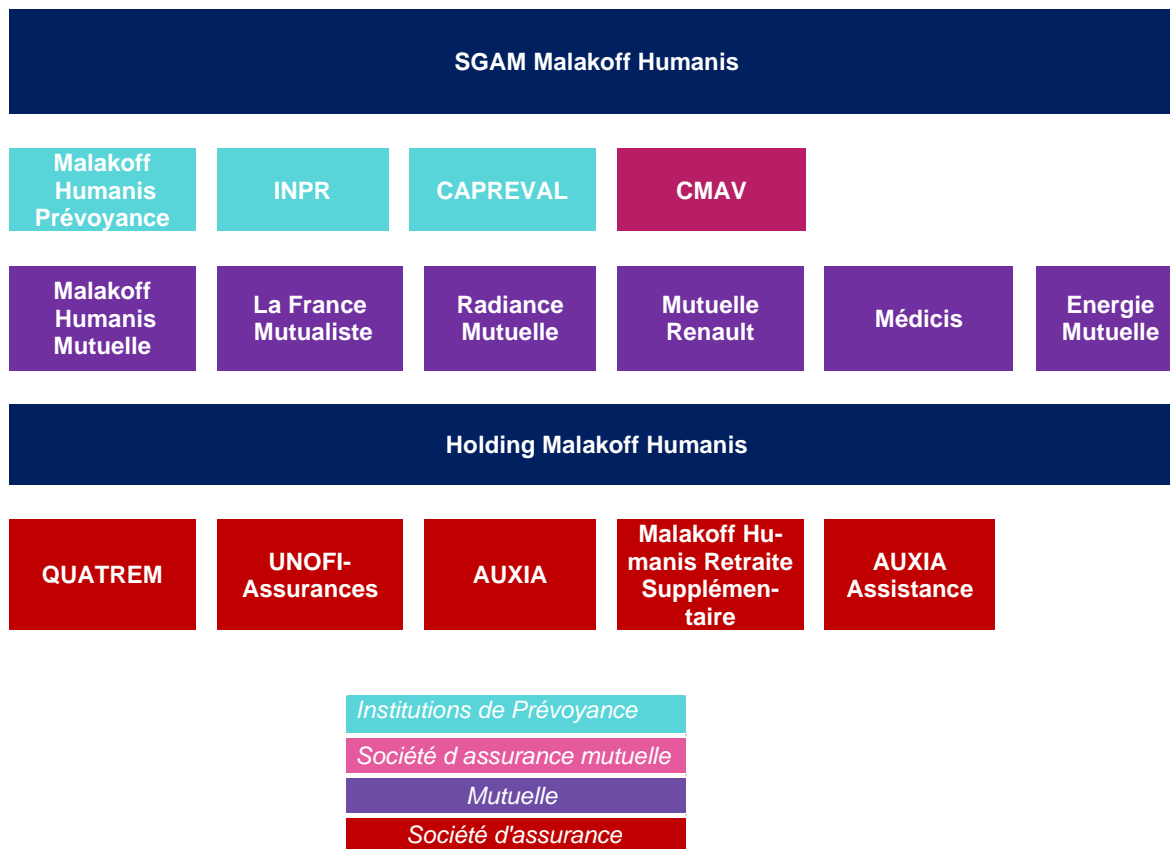 SGAM Malakoff Humanis
Malakoff
Humanis
Prévoyance
INPR
CAPREVAL
CMAV
Malakoff
Humanis
Mutuelle
La France
Mutualiste
Radiance
Mutuelle
Mutuelle
Renault
Médicis
Energie
Mutuelle
Holding Malakoff Humanis
QUATREM
UNOFI-
Assurances
AUXIA
Malakoff Hu-
manis Retraite
Supplémen-
taire
AUXIA
Assistance
Institutions de Prévoyance
Société d assurance mutuelle
Mutuelle
Société d'assurance